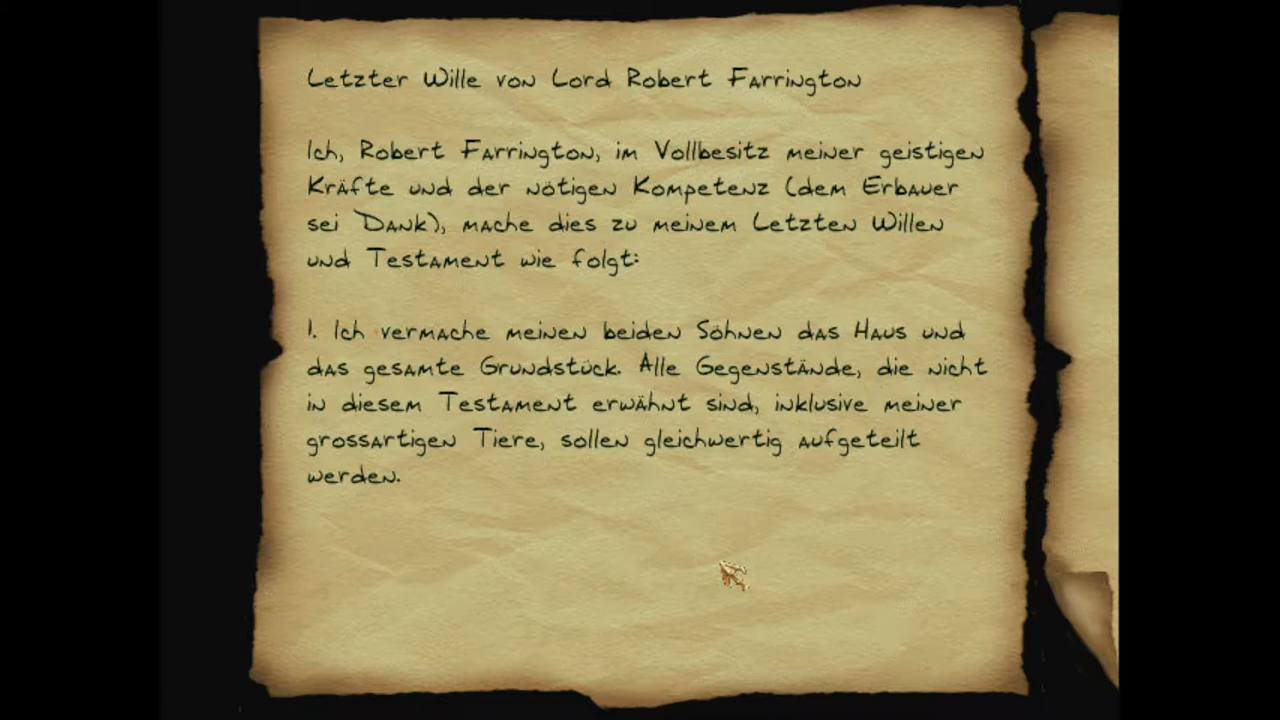 Letzter Wille von Lord Robert Farrington
Ich, Robert Farrington, im Vollbesitz meiner geistigen
Kräfte und der nötigen Kompetenz (dem Erbauer
sei Dank), mache dies zu meinem Letzten Willen
und Testament wie folgt:
1. Ich vermache meinen beiden Söhnen das Haus und
das gesamte Grundstück. Alle Gegenstände, die nicht
in diesem Testament erwähnt sind, inklusive meiner
grossartigen Tiere, sollen gleichwertig aufgeteilt
werden.